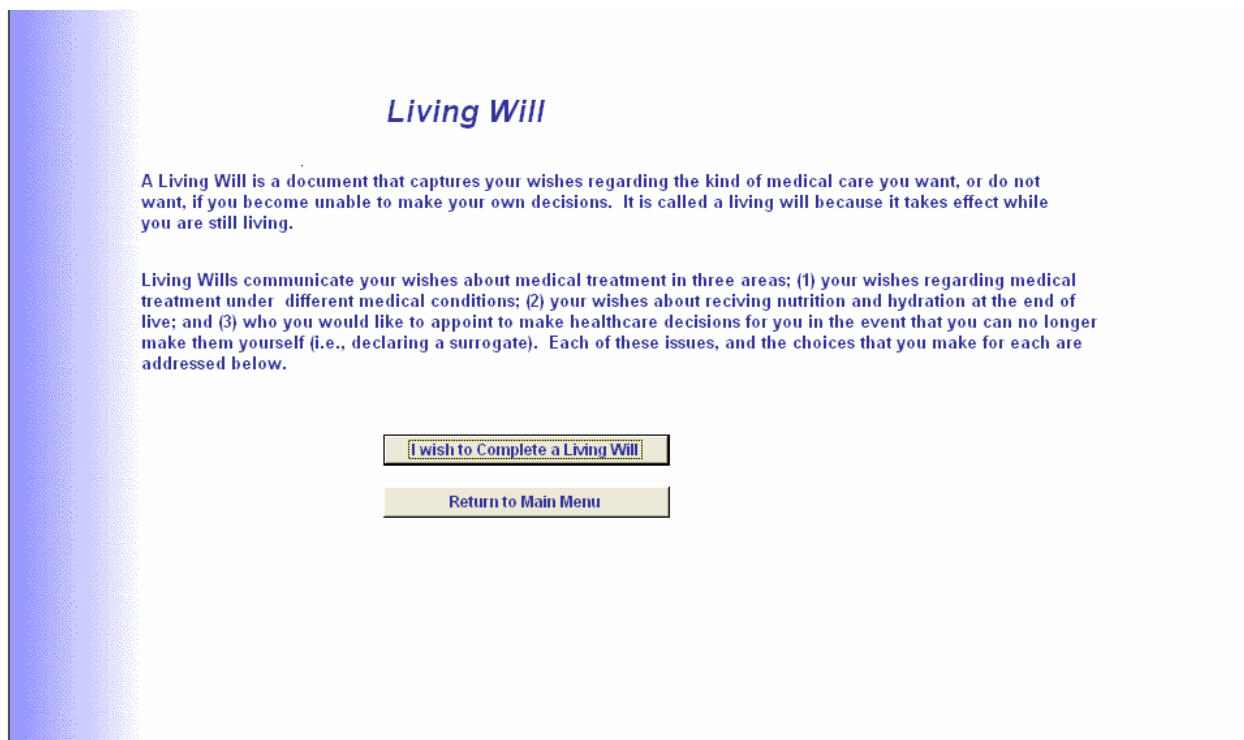 Living Will
A Living Will is a document that captures your wishes regarding the kind of medical care you want, or do not
want, if you become unable to make your own decisions.  It is called a living will because it takes effect while
you are still living.
Living Wills communicate your wishes about medical treatment in three areas; (1) your wishes regarding medical
treatment under  different medical conditions; (2) your wishes about reciving nutrition and hydration at the end of
live; and (3) who you would like to appoint to make healthcare decisions for you in the event that you can no longer
make them yourself (i.e., declaring a surrogate).  Each of these issues, and the choices that you make for each are
addressed below.
I wish to Complete a Living Will
Return to Main Menu